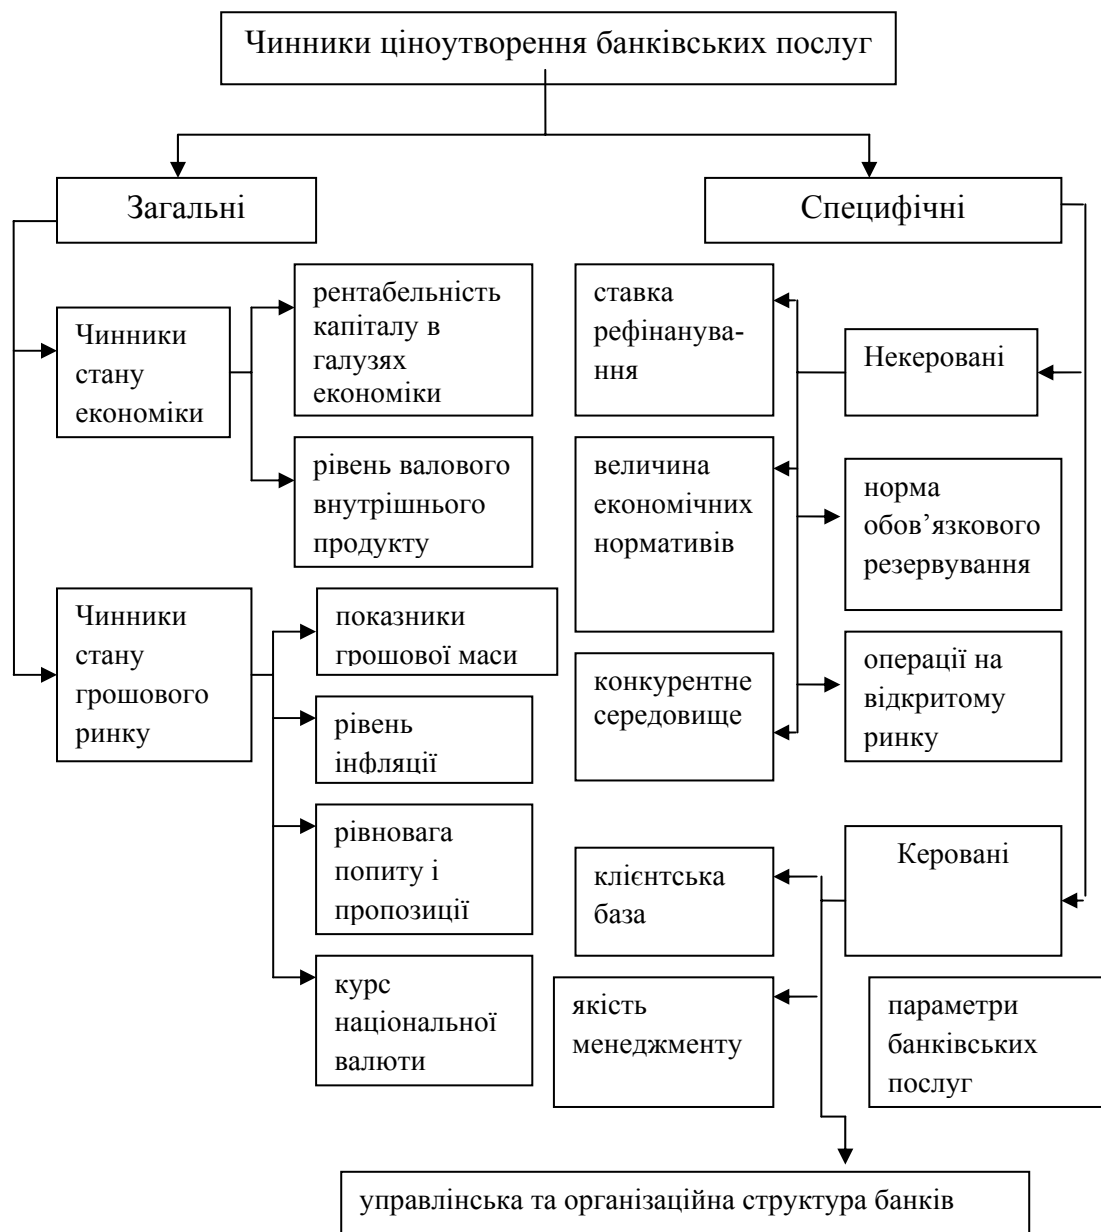 Чинники ціноутворення банківських послуг
Загальні
Специфічні
Чинники
стану
економіки
рентабельність
капіталу в
галузях
економіки
рівень валового
внутрішнього
продукту
Чинники
стану
грошового
ринку
показники
грошової маси
рівень
інфляції
рівновага
попиту і
пропозиції
курс
національної
валюти
ставка
рефінанува-
ння
Некеровані
величина
економічних
нормативів
норма
обов’язкового
резервування
конкурентне
середовище
операції на
відкритому
ринку
Керовані
клієнтська
база
якість
менеджменту
параметри
банківських
послуг
управлінська та організаційна структура банків